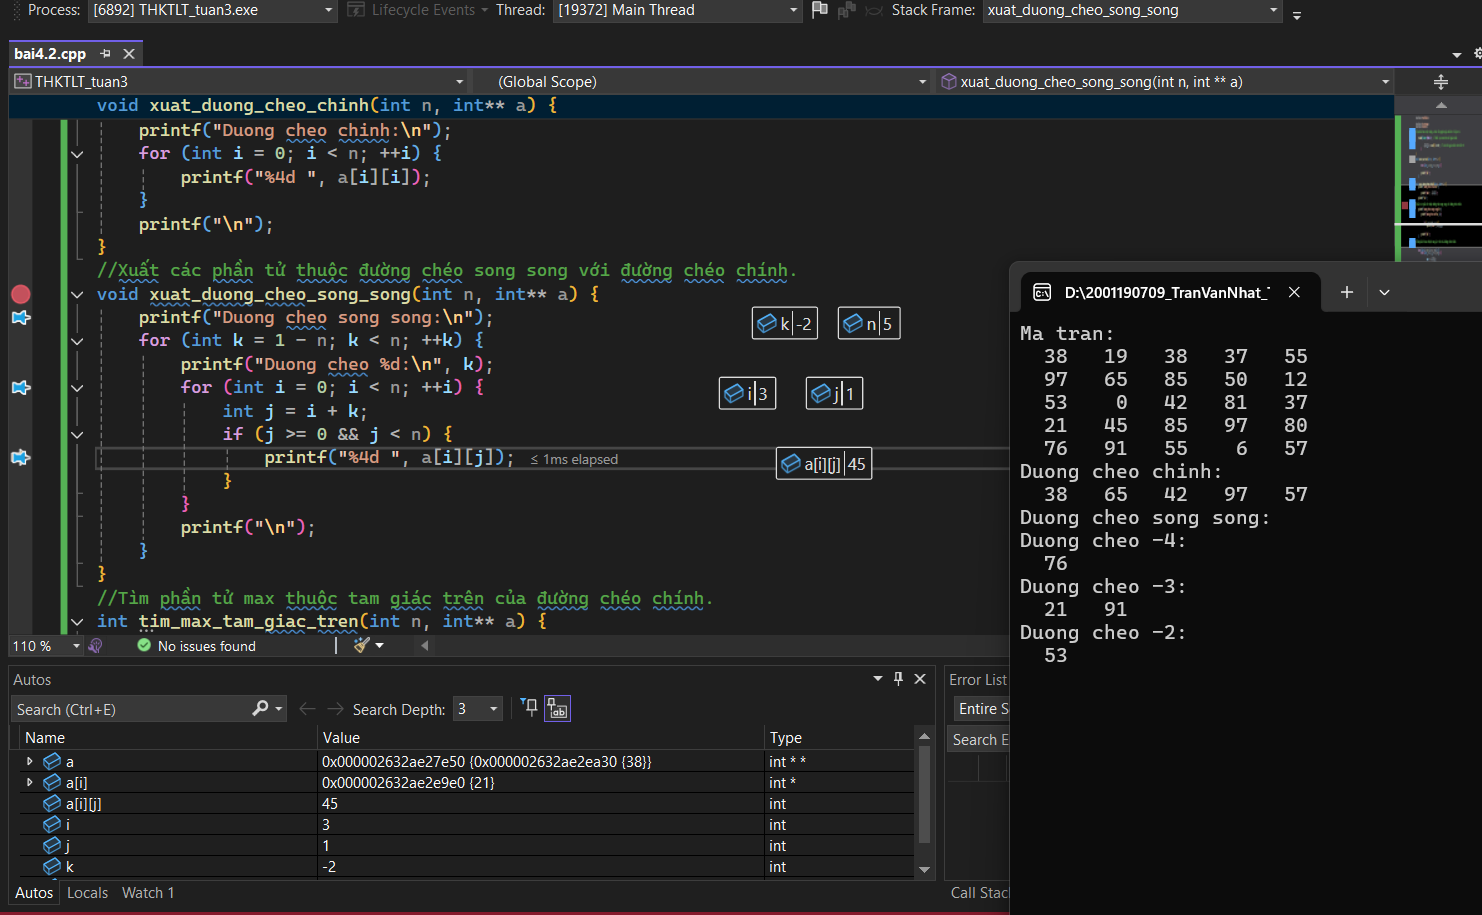 Process: [6892] THKTLT_tuan3.exe Lifecycle Events Thread: [19372] Main Thread Stack Frame: xuat_duong_cheo_song_song
bai4.2.cpp
THKTLT_tuan3 (Global Scope) xuat_duong_cheo_song_song(int n, int ** a)
void xuat_duong_cheo_chinh(int n, int** a) {
printf("Duong cheo chinh:\n");
for (int i = 0; i < n; ++i) {
printf("%4d ", a[i][i]);
}
printf("\n");
}
//Xuất các phần tử thuộc đường chéo song song với đường chéo chính.
void xuat_duong_cheo_song_song(int n, int** a) {
printf("Duong cheo song song:\n"); k -2 n 5
for (int k = 1 - n; k < n; ++k) {
printf("Duong cheo %d:\n", k);
for (int i = 0; i < n; ++i) { i 3 j 1
int j = i + k;
if (j >= 0 && j < n) {
printf("%4d ", a[i][j]); ≤ 1ms elapsed a[i][j] 45
}
}
printf("\n");
}
}
//Tìm phần tử max thuộc tam giác trên của đường chéo chính.
int tim_max_tam_giac_tren(int n, int** a) {
110 % No issues found
D:\2001190709_TranVanNhat_
Ma tran:
38 19 38 37 55
97 65 85 50 12
53 0 42 81 37
21 45 85 97 80
76 91 55 6 57
Duong cheo chinh:
38 65 42 97 57
Duong cheo song song:
Duong cheo -4:
76
Duong cheo -3:
21 91
Duong cheo -2:
53
Autos
Search (Ctrl+E) Search Depth: 3
Name Value Type
a 0x000002632ae27e50 {0x000002632ae2ea30 {38}} int * *
a[i] 0x000002632ae2e9e0 {21} int *
a[i][j] 45 int
i 3 int
j 1 int
k -2 int
Autos Locals Watch 1
Error List
Entire S
Search E
Call Stac